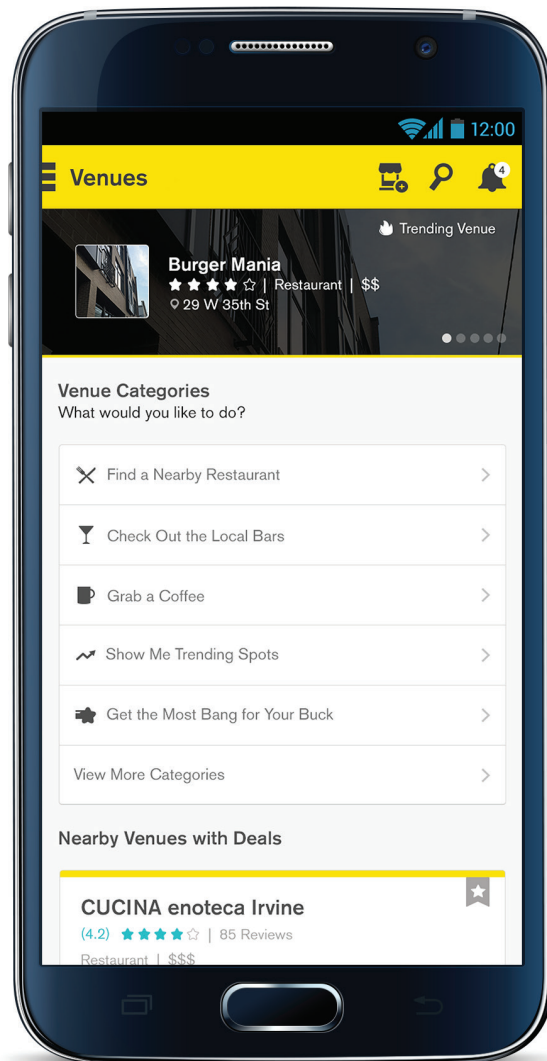 12:00
Venues
4
Trending Venue
Burger Mania
| Restaurant | $$
29 W 35th St
Venue Categories
What would you like to do?
Find a Nearby Restaurant
Check Out the Local Bars
Grab a Coffee
Show Me Trending Spots
Get the Most Bang for Your Buck
View More Categories
Nearby Venues with Deals
CUCINA enoteca Irvine
(4.2) | 85 Reviews
Restaurant | $$$